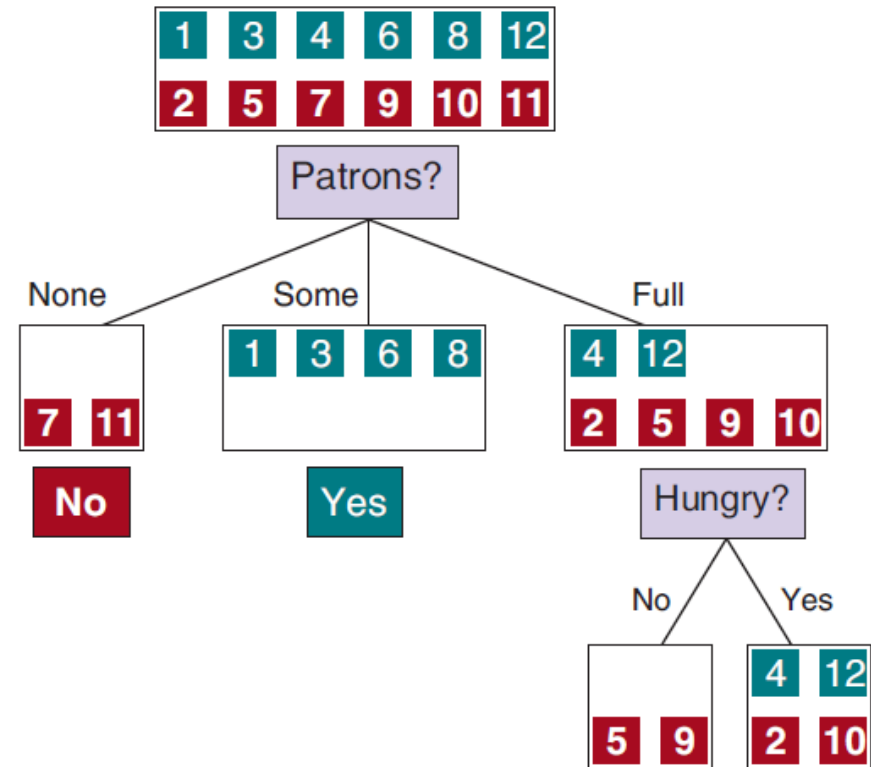 1 3 4 6 8 12
2 5 7 9 10 11
Patrons?
None Some Full
1 3 6 8 4 12
7 11 2 5 9 10
No Yes Hungry?
No Yes
4 12
5 9 2 10